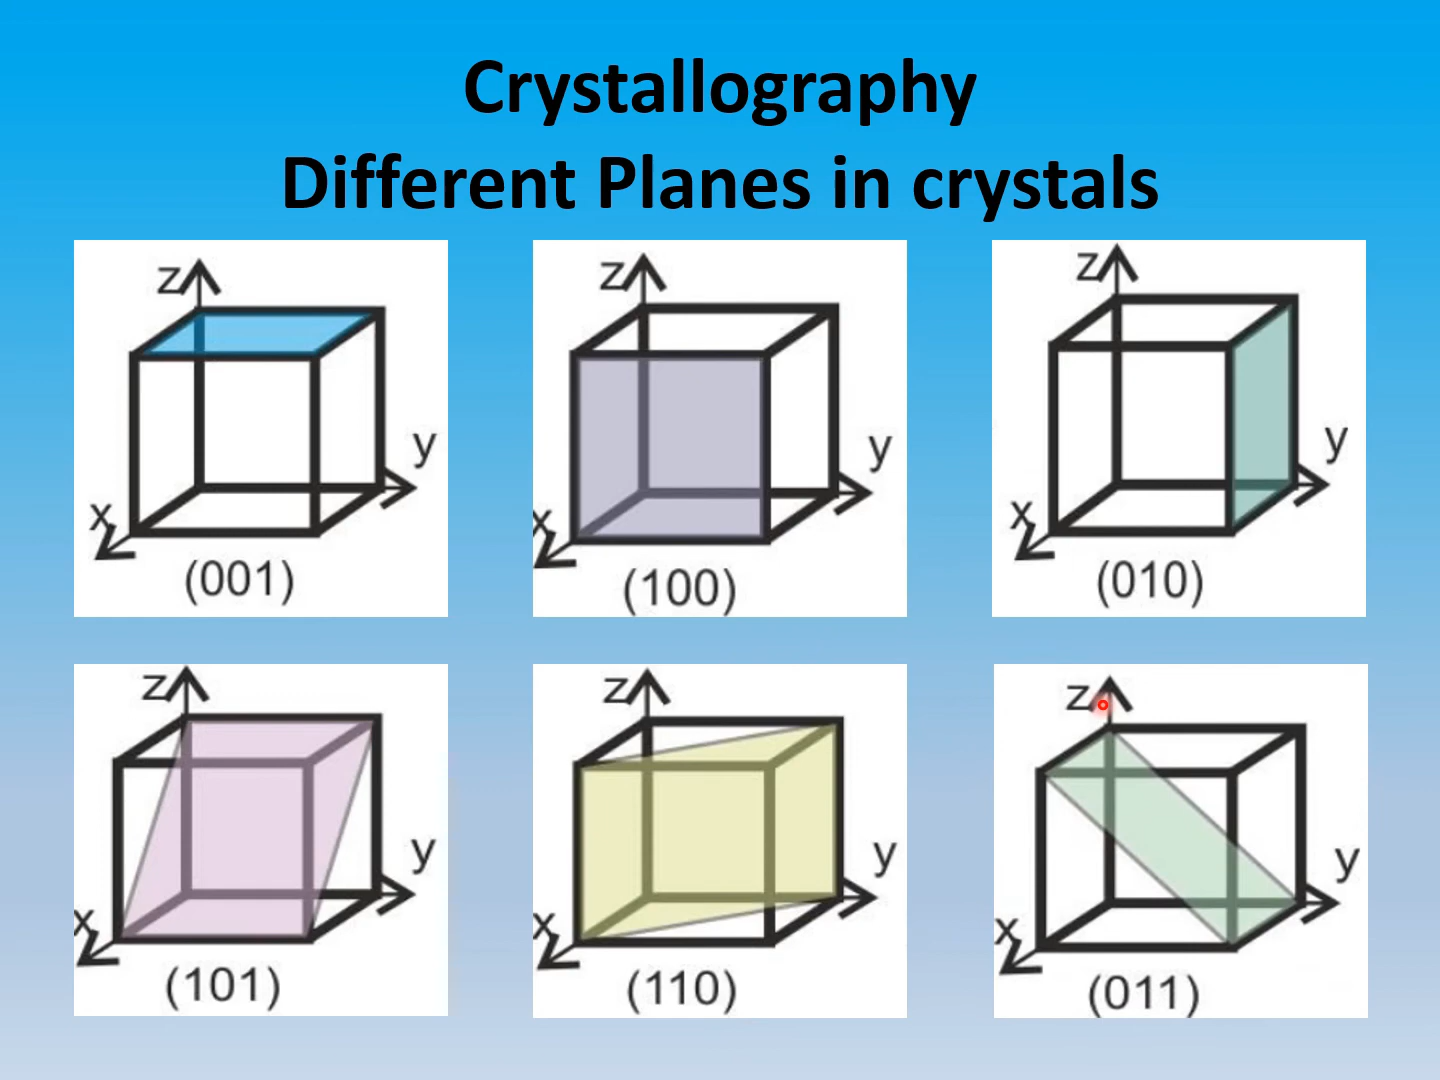 Crystallography
Different Planes in crystals
z
y
x
(001)
z
y
x
(100)
z
y
x
(010)
z
y
x
(101)
z
y
x
(110)
z
y
x
(011)